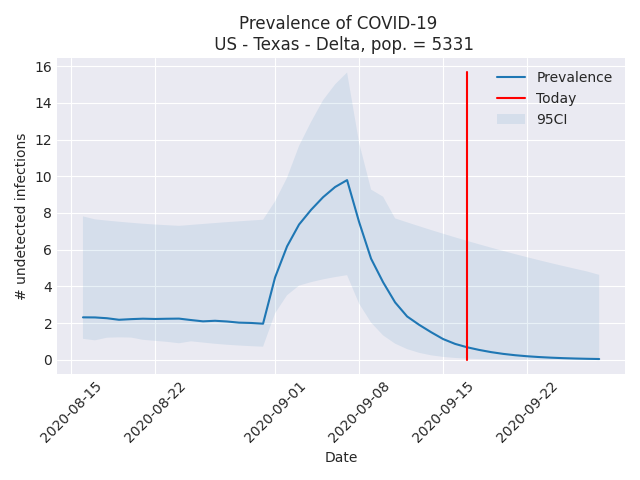 Prevalence of COVID-19
US - Texas - Delta, pop. = 5331
16
14
12
10
8
6
4
2
0
# undetected infections
Prevalence
Today
95CI
2020-08-15
2020-08-22
2020-09-01
2020-09-08
2020-09-15
2020-09-22
Date